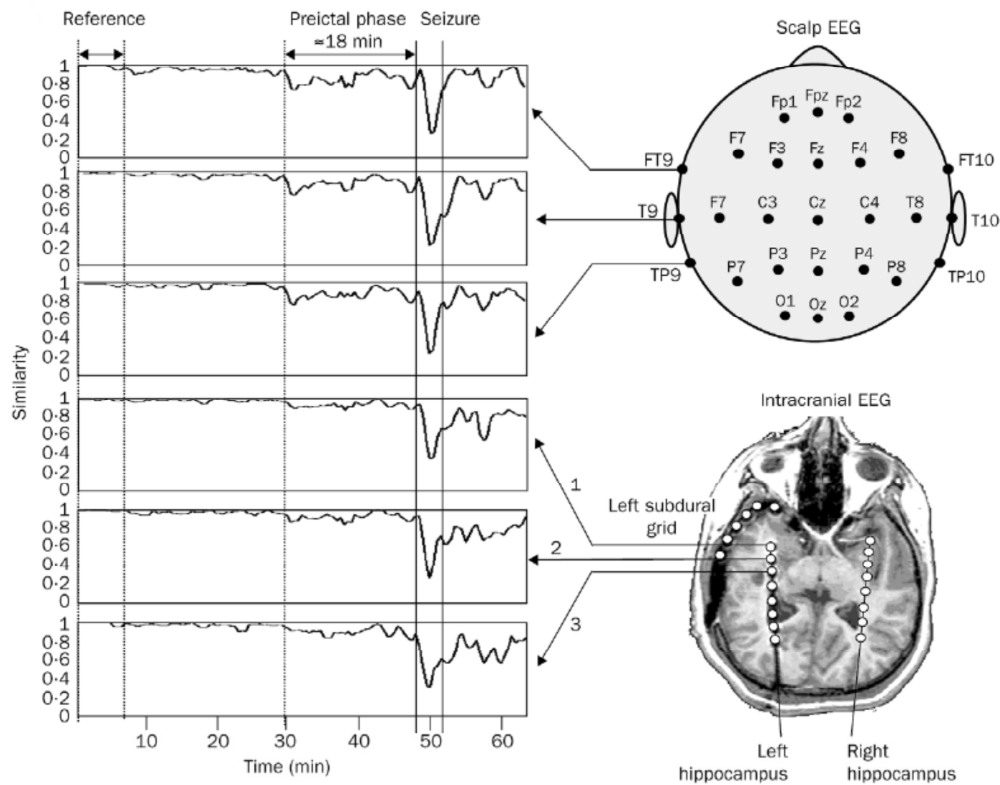 Reference
Preictal phase
≈18 min
Seizure
1
0·8
0·6
0·4
0·2
0
1
0·8
0·6
0·4
0·2
0
1
0·8
0·6
0·4
0·2
0
1
0·8
0·6
0·4
0·2
0
1
0·8
0·6
0·4
0·2
0
1
0·8
0·6
0·4
0·2
0
Similarity
10 20 30 40 50 60
Time (min)
Scalp EEG
Fp1 Fpz Fp2
F7 F3 Fz F4 F8
FT9 FT10
T9 F7 C3 Cz C4 T8 T10
TP9 P7 P3 Pz P4 P8 TP10
O1 Oz O2
Intracranial EEG
1
2
3
Left subdural
grid
Left
hippocampus
Right
hippocampus